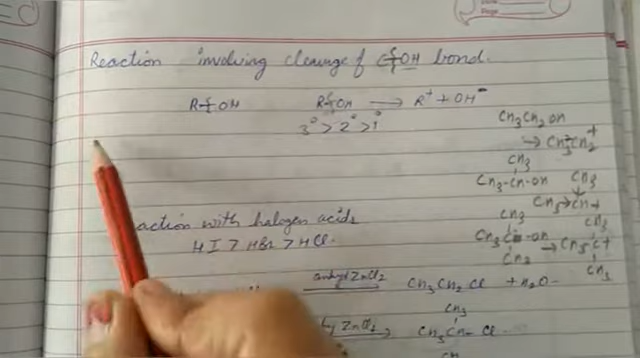 Reaction involving cleavage of C-OH bond.
R-OH R-OH → R⁺ + OH⁻
3° > 2° > 1°
CH3CH2OH
→ CH3CH2⁺
CH3
CH3-CH-OH CH3
CH3→CH+
CH3 CH3
CH3-C-OH → CH3-C+
CH3 CH3
action with halogen acids
HI > HBr > HCl.
anhyd ZnCl2 → CH3CH2Cl + H2O
CH3
ZnCl2 → CH3CH-Cl
CH